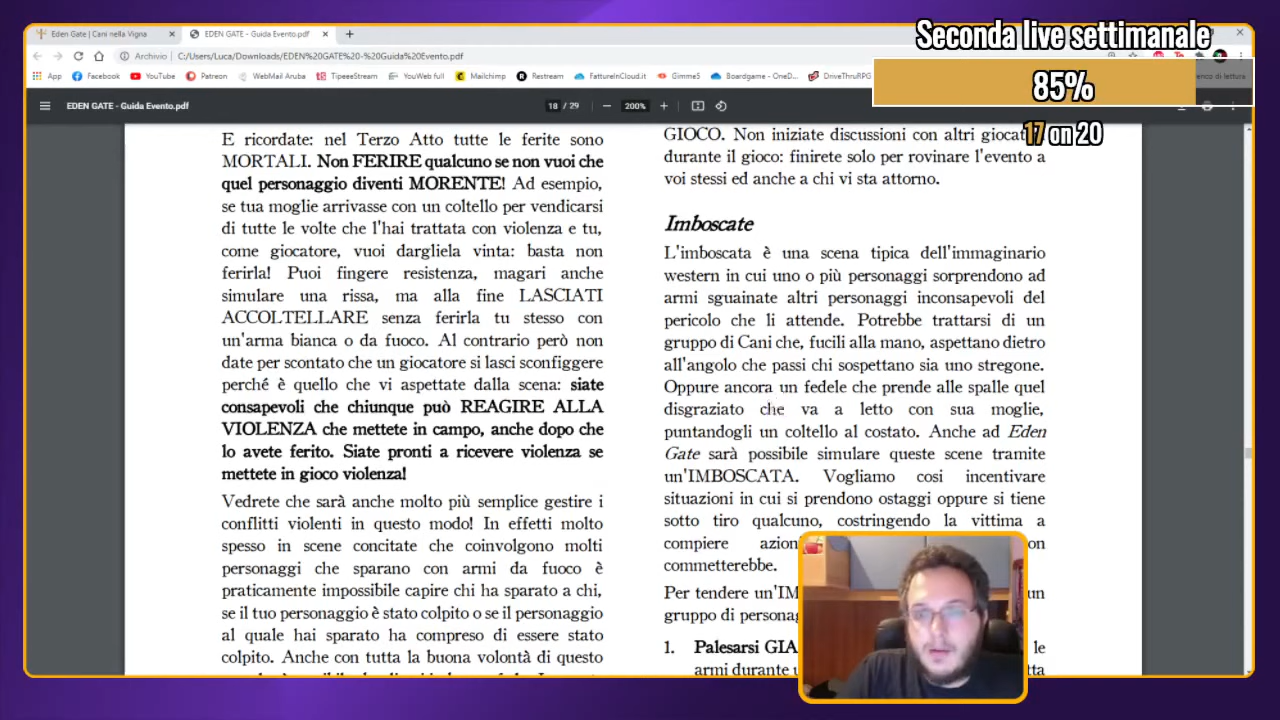 Seconda live settimanale
85%
17 on 20
Eden Gate | Cani nella Vigna
EDEN GATE - Guida Evento.pdf
Archivio
C:/Users/Luca/Downloads/EDEN%20GATE%20-%20Guida%20Evento.pdf
App
Facebook
YouTube
Patreon
WebMail Aruba
TipeeeStream
YouWeb full
Mailchimp
Restream
FattureInCloud.it
Gimme5
Boardgame - OneD...
DriveThruRPG
di lettura
EDEN GATE - Guida Evento.pdf
18 / 29
200%
E ricordate: nel Terzo Atto tutte le ferite sono
MORTALI. Non FERIRE qualcuno se non vuoi che
quel personaggio diventi MORENTE! Ad esempio,
se tua moglie arrivasse con un coltello per vendicarsi
di tutte le volte che l'hai trattata con violenza e tu,
come giocatore, vuoi dargliela vinta: basta non
ferirla! Puoi fingere resistenza, magari anche
simulare una rissa, ma alla fine LASCIATI
ACCOLTELLARE senza ferirla tu stesso con
un'arma bianca o da fuoco. Al contrario però non
date per scontato che un giocatore si lasci sconfiggere
perché è quello che vi aspettate dalla scena: siate
consapevoli che chiunque può REAGIRE ALLA
VIOLENZA che mettete in campo, anche dopo che
lo avete ferito. Siate pronti a ricevere violenza se
mettete in gioco violenza!
Vedrete che sarà anche molto più semplice gestire i
conflitti violenti in questo modo! In effetti molto
spesso in scene concitate che coinvolgono molti
personaggi che sparano con armi da fuoco è
praticamente impossibile capire chi ha sparato a chi,
se il tuo personaggio è stato colpito o se il personaggio
al quale hai sparato ha compreso di essere stato
colpito. Anche con tutta la buona volontà di questo
GIOCO. Non iniziate discussioni con altri giocat
durante il gioco: finirete solo per rovinare l'evento a
voi stessi ed anche a chi vi sta attorno.
Imboscate
L'imboscata è una scena tipica dell'immaginario
western in cui uno o più personaggi sorprendono ad
armi sguainate altri personaggi inconsapevoli del
pericolo che li attende. Potrebbe trattarsi di un
gruppo di Cani che, fucili alla mano, aspettano dietro
all'angolo che passi chi sospettano sia uno stregone.
Oppure ancora un fedele che prende alle spalle quel
disgraziato che va a letto con sua moglie,
puntandogli un coltello al costato. Anche ad Eden
Gate sarà possibile simulare queste scene tramite
un'IMBOSCATA. Vogliamo così incentivare
situazioni in cui si prendono ostaggi oppure si tiene
sotto tiro qualcuno, costringendo la vittima a
compiere azion on
commetterebbe.
Per tendere un'IM un
gruppo di persona
1. Palesarsi GIA le
armi durante u